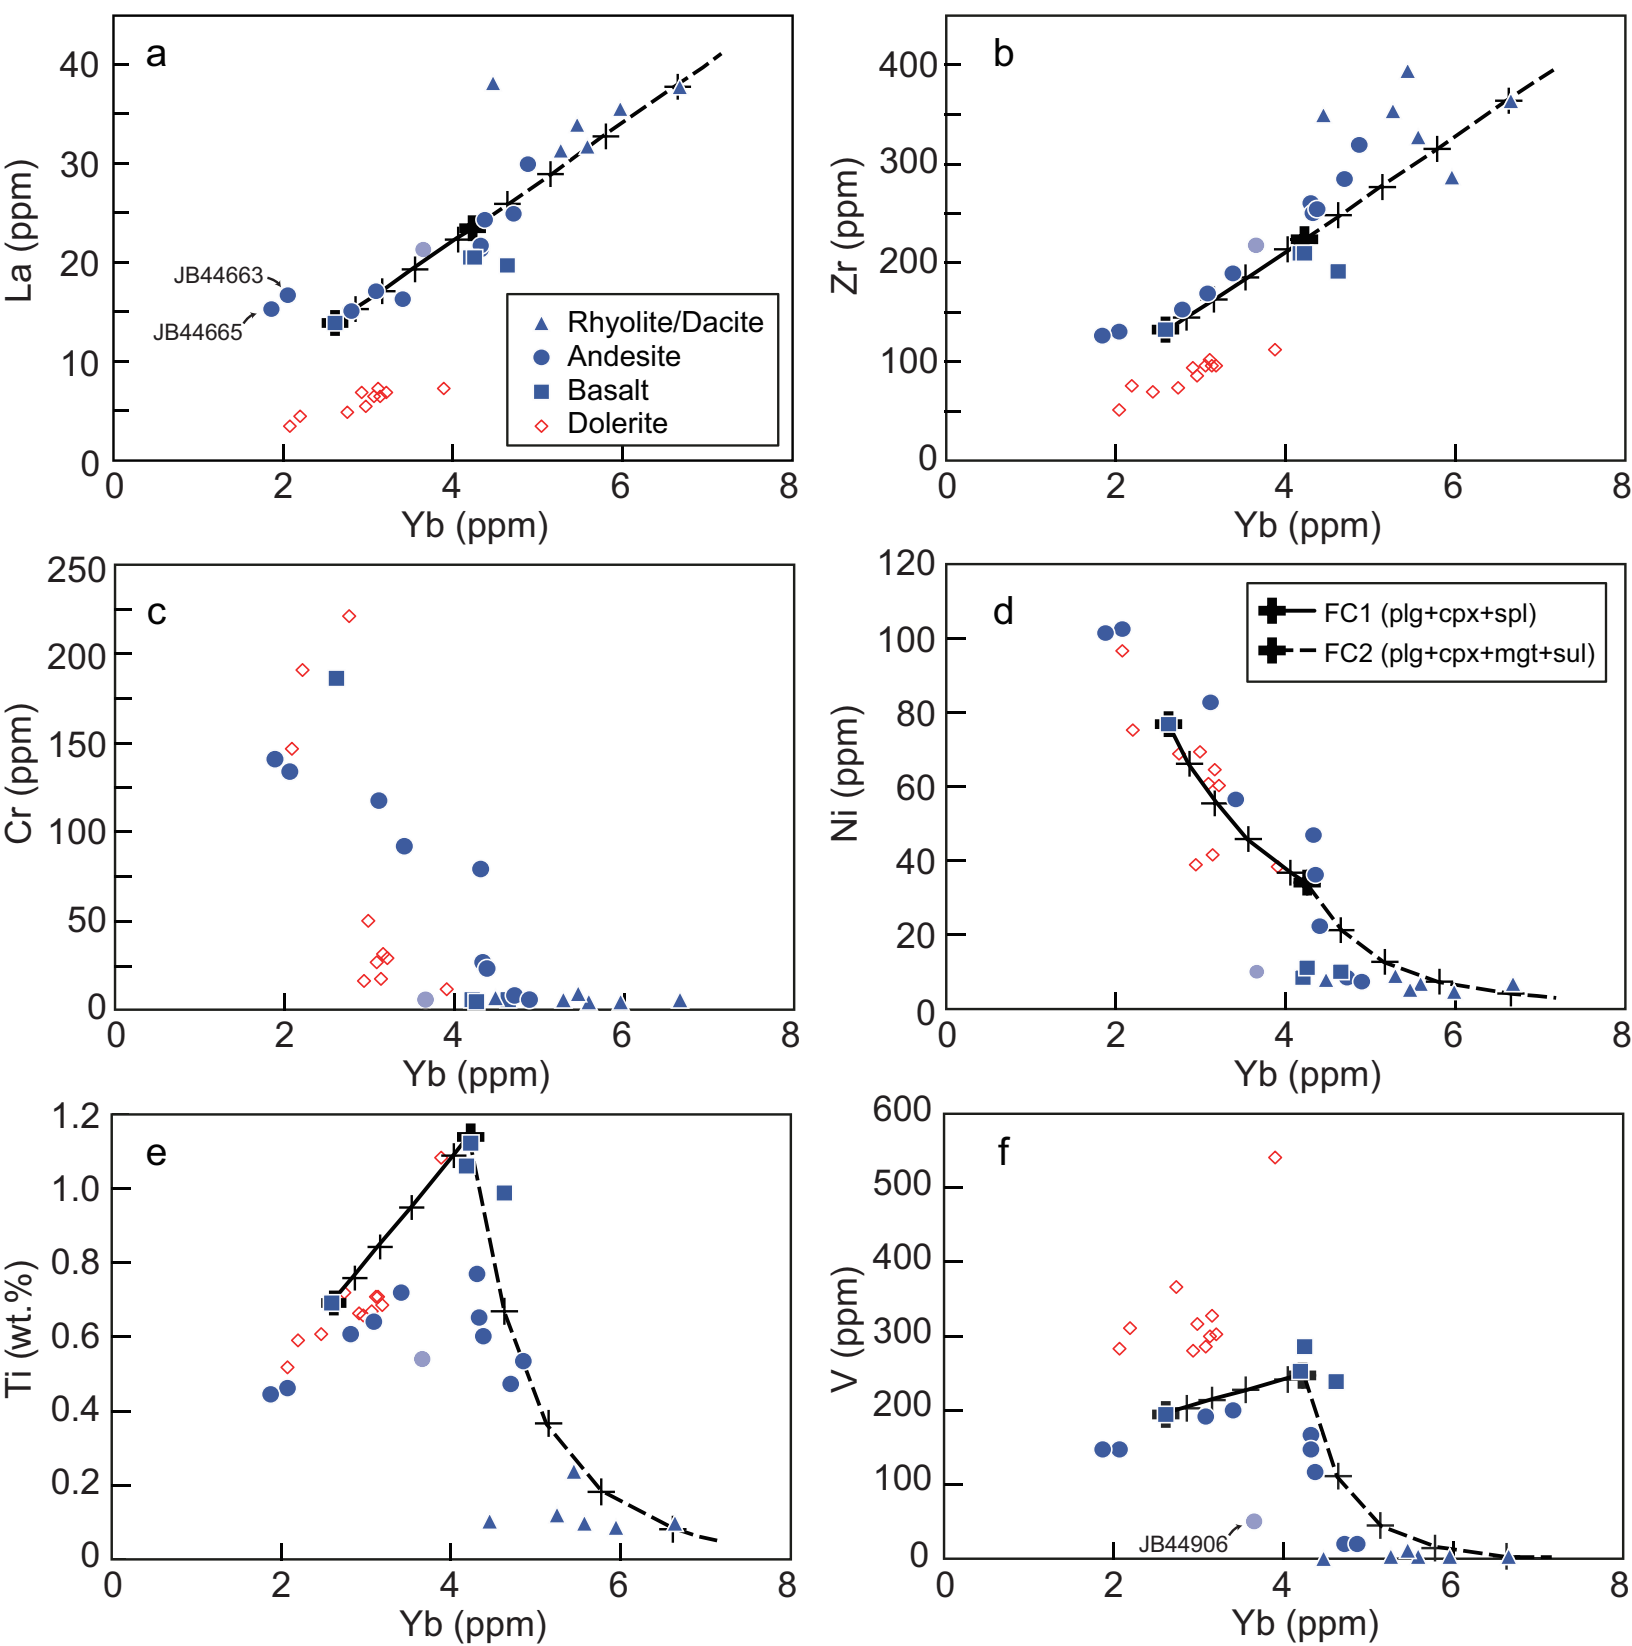 a
40
30
20
10
0
La (ppm)
JB44663
JB44665
Rhyolite/Dacite
Andesite
Basalt
Dolerite
0 2 4 6 8
Yb (ppm)
b
400
300
200
100
0
Zr (ppm)
0 2 4 6 8
Yb (ppm)
c
250
200
150
100
50
0
Cr (ppm)
0 2 4 6 8
Yb (ppm)
d
120
100
80
60
40
20
0
Ni (ppm)
FC1 (plg+cpx+spl)
FC2 (plg+cpx+mgt+sul)
0 2 4 6 8
Yb (ppm)
e
1.2
1.0
0.8
0.6
0.4
0.2
0
Ti (wt.%)
0 2 4 6 8
Yb (ppm)
f
600
500
400
300
200
100
0
V (ppm)
JB44906
0 2 4 6 8
Yb (ppm)